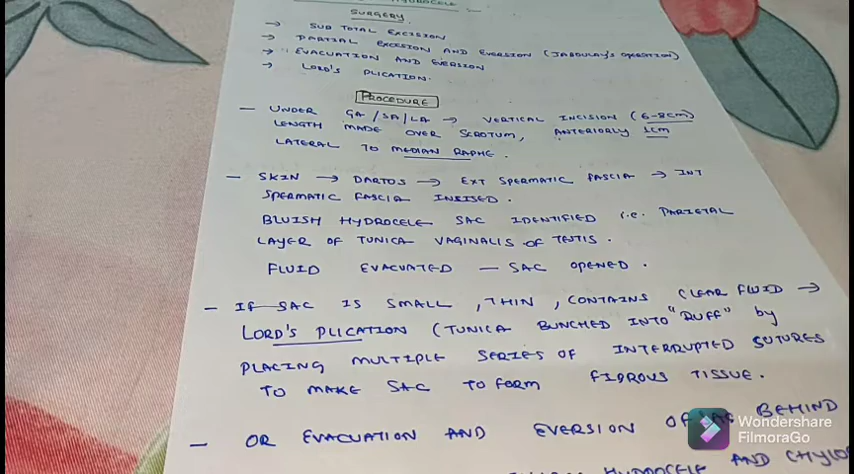 HYDROCELE
SURGERY
→ SUB TOTAL EXCISION
→ PARTIAL EXCISION AND EVERSION (JABOULAY'S OPERATION)
→ EVACUATION AND EVERSION
→ LORD'S PLICATION.
PROCEDURE
— UNDER GA/SA/LA → VERTICAL INCISION (6-8cm)
LENGTH MADE OVER SCROTUM, ANTERIORLY 1cm
LATERAL TO MEDIAN RAPHE.
— SKIN → DARTOS → EXT SPERMATIC FASCIA → INT
SPERMATIC FASCIA INCISED.
BLUISH HYDROCELE SAC IDENTIFIED i.e. PARIETAL
LAYER OF TUNICA VAGINALIS OF TESTIS.
FLUID EVACUATED — SAC OPENED.
— IF SAC IS SMALL, THIN, CONTAINS CLEAR FLUID →
LORD'S PLICATION (TUNICA BUNCHED INTO "RUFF" by
PLACING MULTIPLE SERIES OF INTERRUPTED SUTURES
TO MAKE SAC TO FORM FIBROUS TISSUE.
— OR EVACUATION AND EVERSION OF SAC BEHIND
HYDROCELE AND CHYLO
Wondershare
FilmoraGo